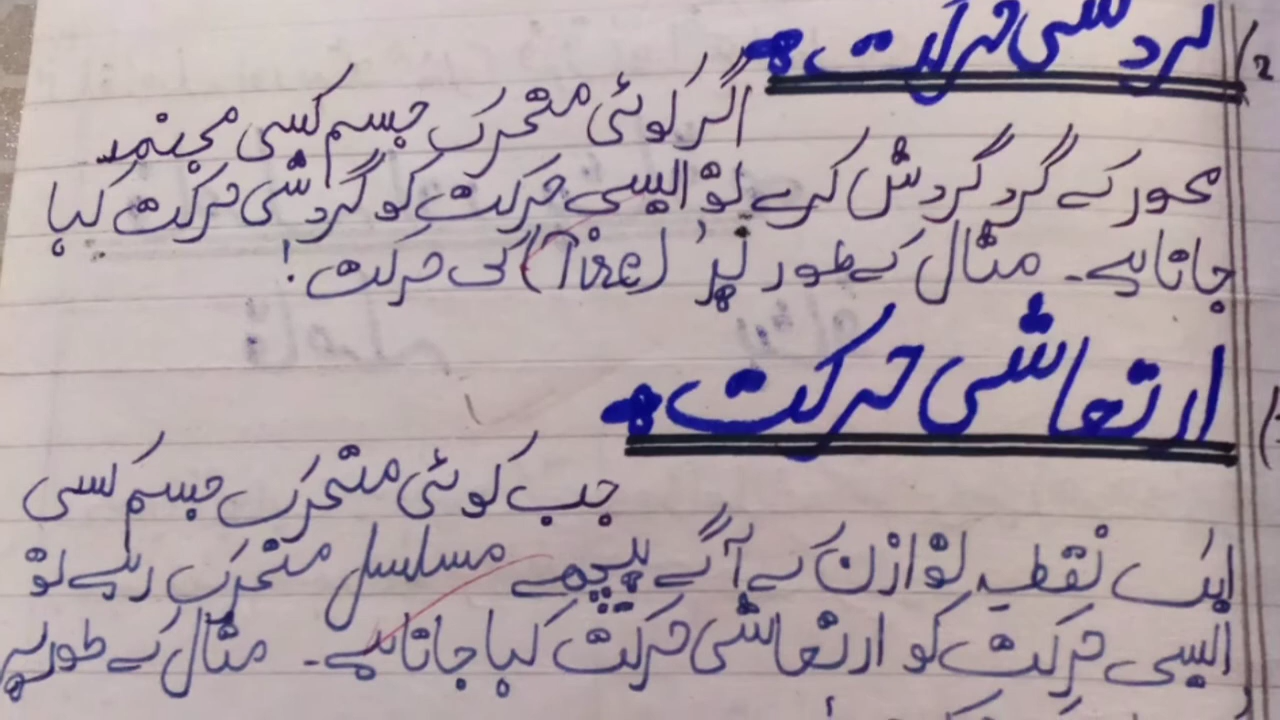 2) گردشی حرکت:
اگر کوئی متحرک جسم کسی منجمد
محور کے گرد گردش کرے تو ایسی حرکت کو گردشی حرکت کہا
جاتا ہے۔ مثال کے طور پر (Tire) کی حرکت!
ارتعاشی حرکت:
جب کوئی متحرک جسم کسی
ایک نقطہ توازن کے آگے پیچھے مسلسل متحرک رہے تو
ایسی حرکت کو ارتعاشی حرکت کہا جاتا ہے۔ مثال کے طور پر